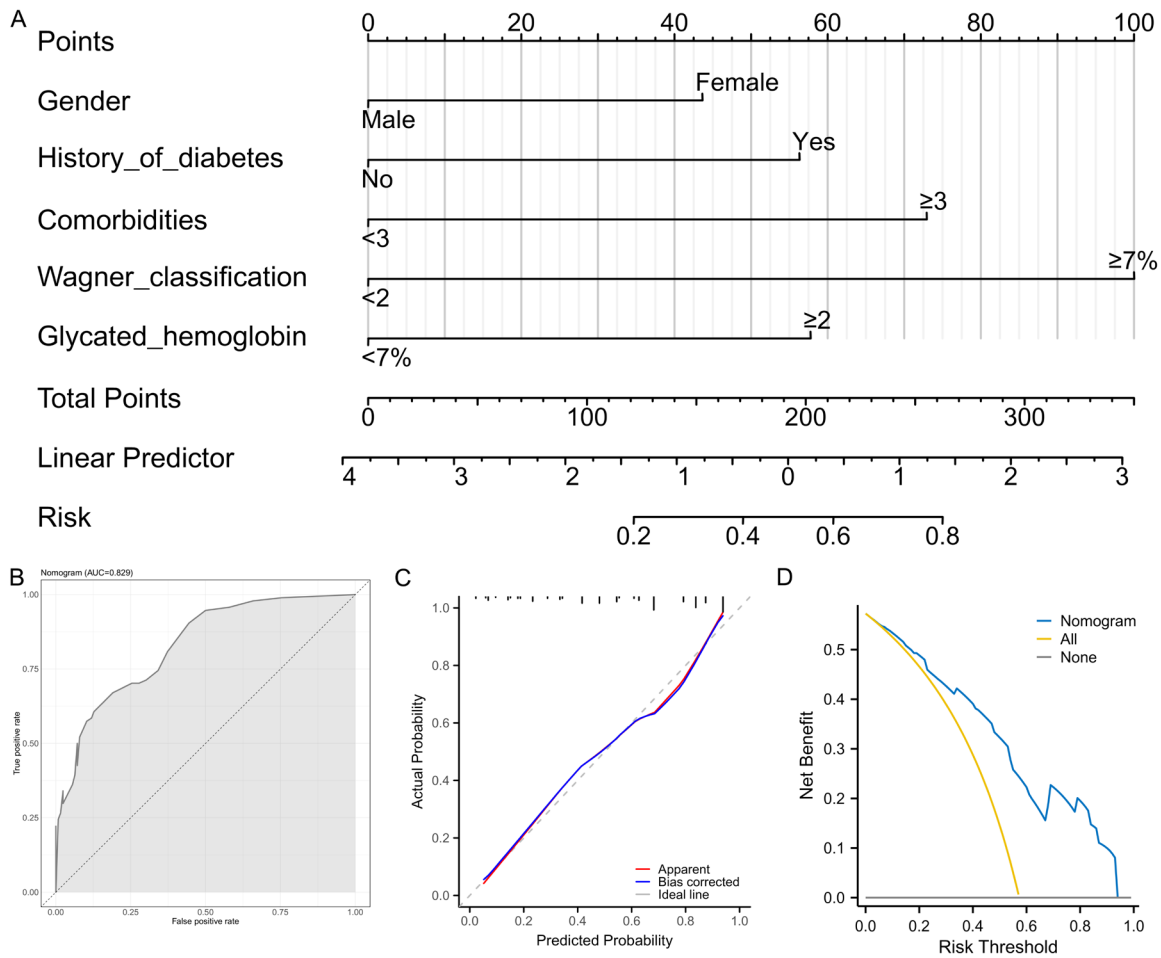 A
Points
0 20 40 60 80 100
Gender
Female
Male
History_of_diabetes
Yes
No
Comorbidities
≥3
<3
Wagner_classification
≥7%
<2
Glycated_hemoglobin
≥2
<7%
Total Points
0 100 200 300
Linear Predictor
4 3 2 1 0 1 2 3
Risk
0.2 0.4 0.6 0.8
B
Nomogram (AUC=0.829)
True positive rate
1.00
0.75
0.50
0.25
0.00
0.00 0.25 0.50 0.75 1.00
False positive rate
C
Actual Probability
1.0
0.8
0.6
0.4
0.2
0.0
Apparent
Bias corrected
Ideal line
0.0 0.2 0.4 0.6 0.8 1.0
Predicted Probability
D
Net Benefit
0.5
0.4
0.3
0.2
0.1
0.0
Nomogram
All
None
0.0 0.2 0.4 0.6 0.8 1.0
Risk Threshold